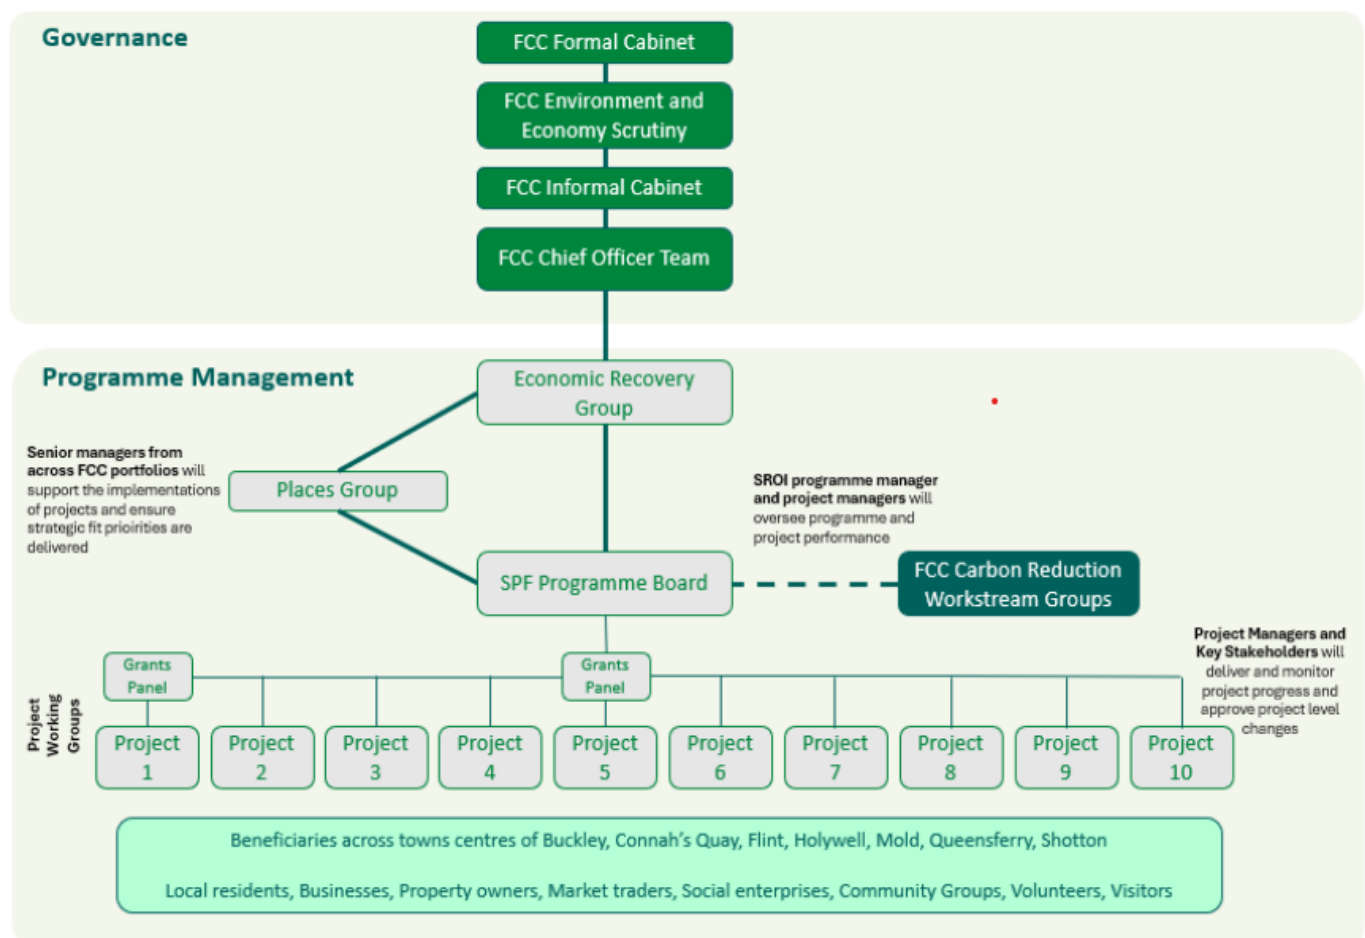 Governance
FCC Formal Cabinet
FCC Environment and
Economy Scrutiny
FCC Informal Cabinet
FCC Chief Officer Team
Programme Management
Economic Recovery
Group
Senior managers from
across FCC portfolios will
support the implementations
of projects and ensure
strategic fit prioirities are
delivered
Places Group
SROI programme manager
and project managers will
oversee programme and
project performance
SPF Programme Board
FCC Carbon Reduction
Workstream Groups
Project Managers and
Key Stakeholders will
deliver and monitor
project progress and
approve project level
changes
Project
Working
Groups
Grants
Panel
Grants
Panel
Project
1
Project
2
Project
3
Project
4
Project
5
Project
6
Project
7
Project
8
Project
9
Project
10
Beneficiaries across towns centres of Buckley, Connah's Quay, Flint, Holywell, Mold, Queensferry, Shotton
Local residents, Businesses, Property owners, Market traders, Social enterprises, Community Groups, Volunteers, Visitors